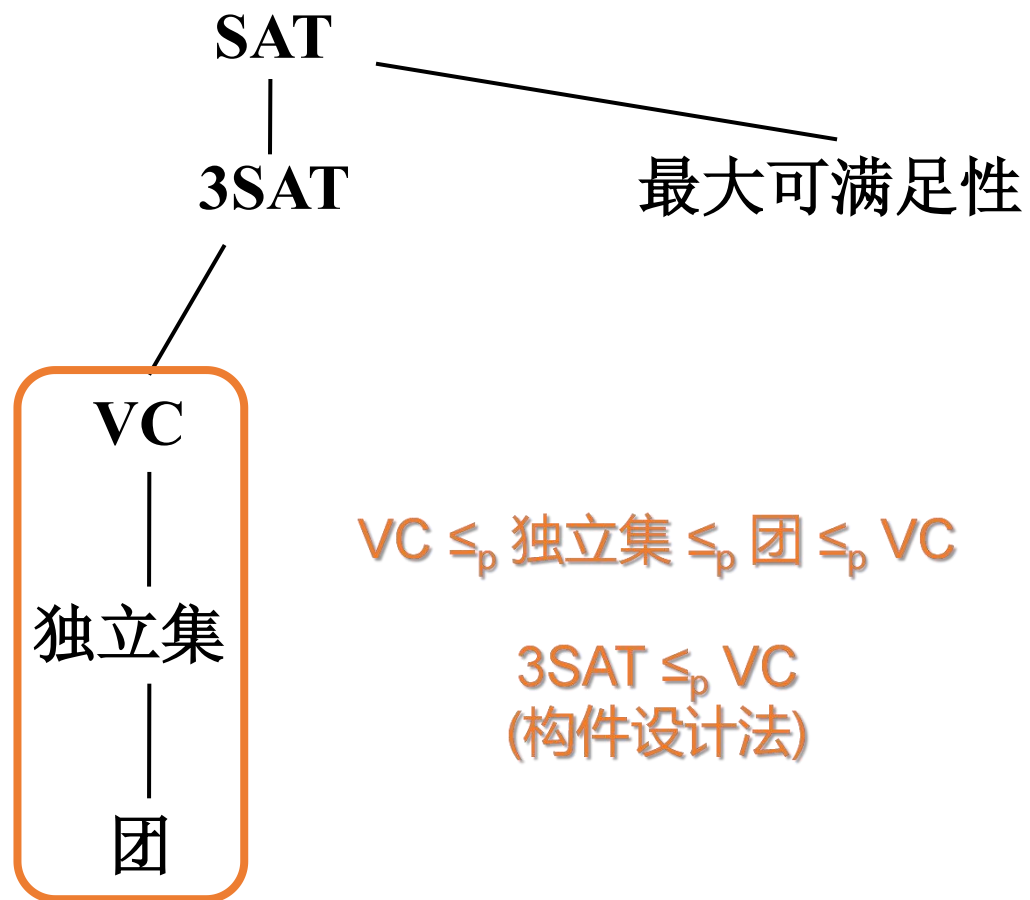 SAT
3SAT
最大可满足性
VC
VC ≤p 独立集 ≤p 团 ≤p VC
独立集
3SAT ≤p VC
(构件设计法)
团